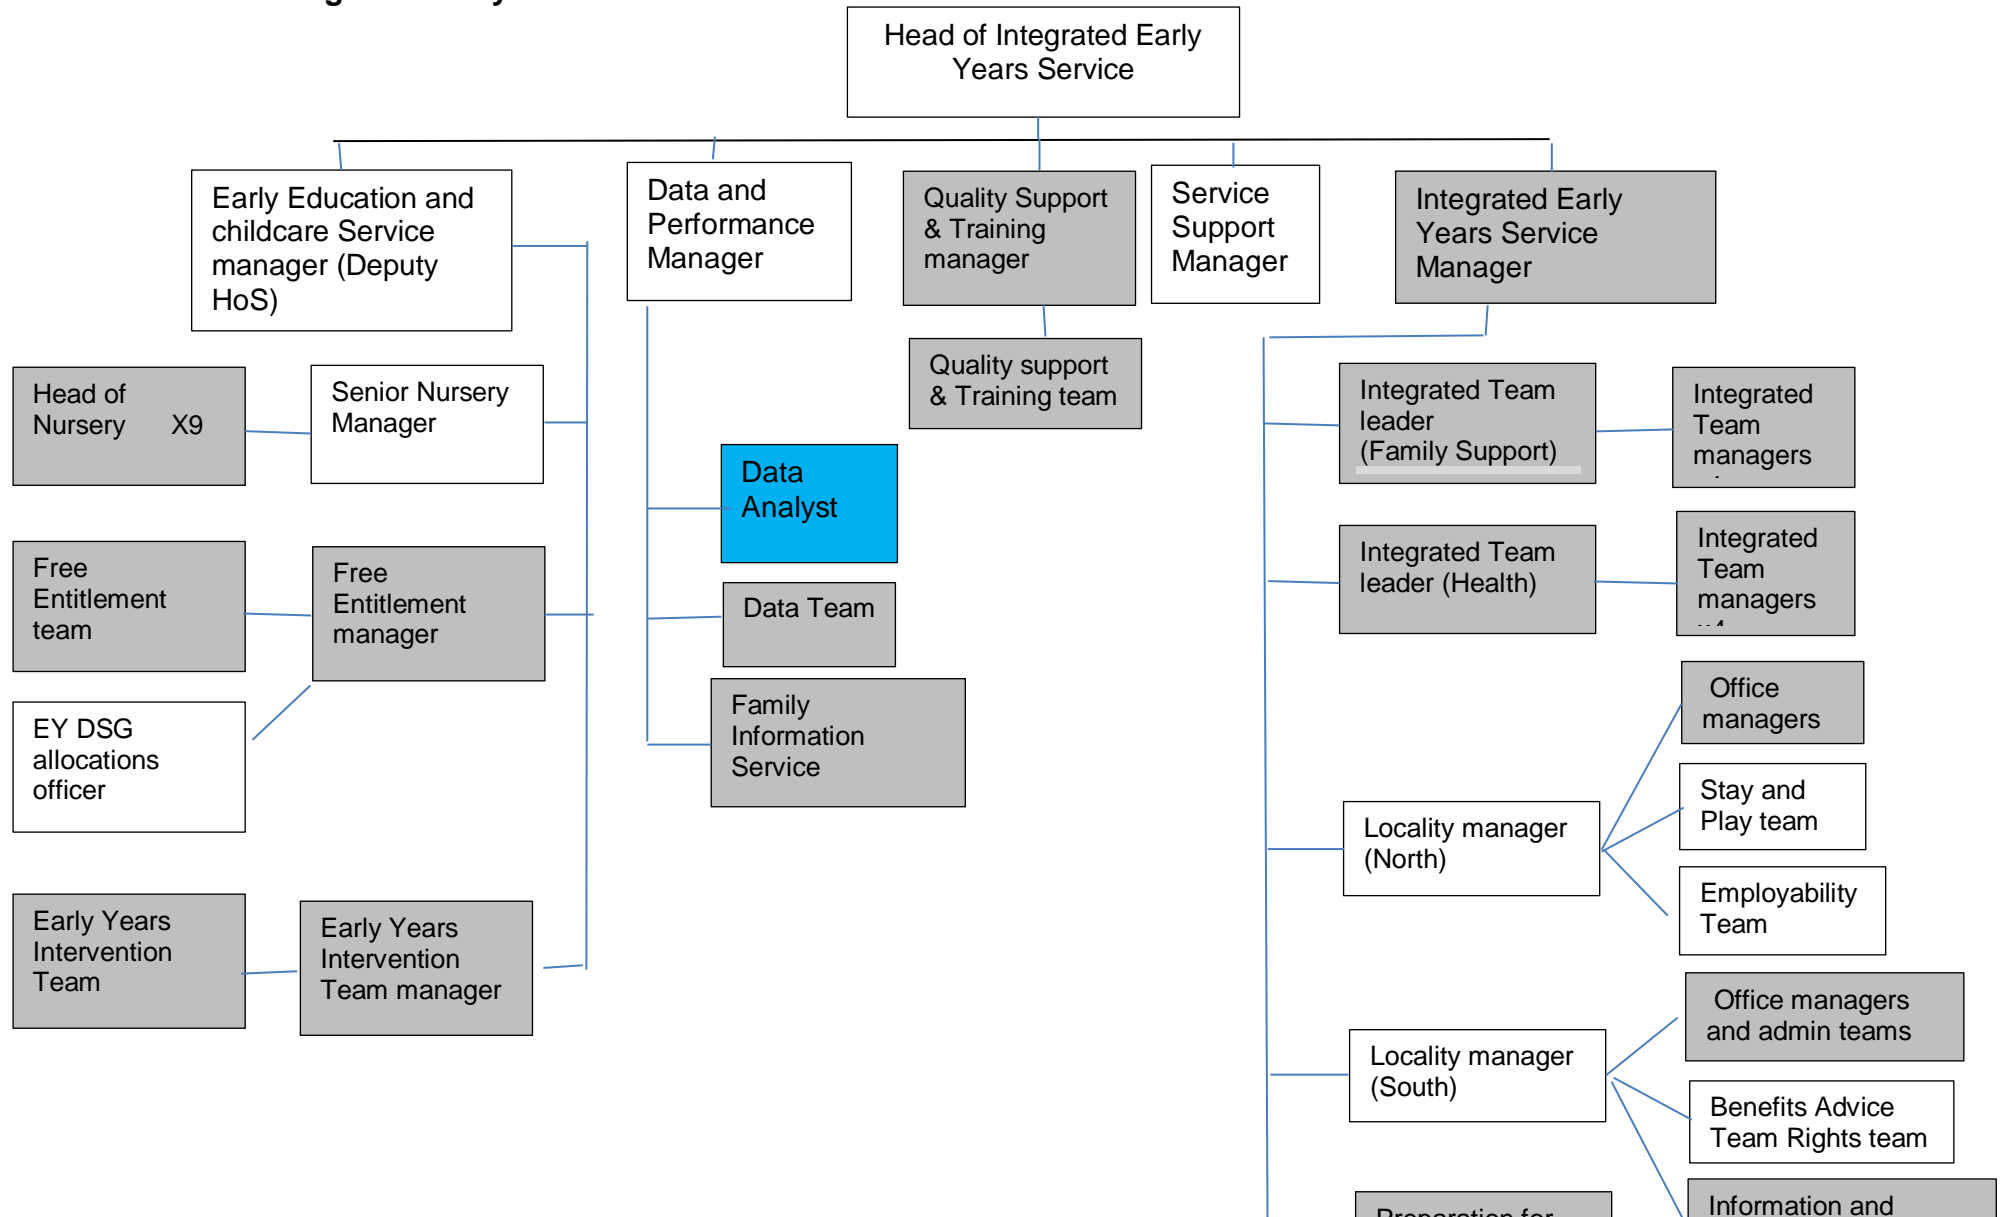 Head of Integrated Early
Years Service
Early Education and
childcare Service
manager (Deputy
HoS)
Data and
Performance
Manager
Quality Support
& Training
manager
Service
Support
Manager
Integrated Early
Years Service
Manager
Quality support
& Training team
Head of
Nursery X9
Senior Nursery
Manager
Integrated Team
leader
(Family Support)
Integrated
Team
managers
Data
Analyst
Free
Entitlement
team
Free
Entitlement
manager
Integrated Team
leader (Health)
Integrated
Team
managers
Data Team
EY DSG
allocations
officer
Family
Information
Service
Office
managers
Stay and
Play team
Locality manager
(North)
Employability
Team
Early Years
Intervention
Team
Early Years
Intervention
Team manager
Office managers
and admin teams
Locality manager
(South)
Benefits Advice
Team Rights team
Preparation for
Information and